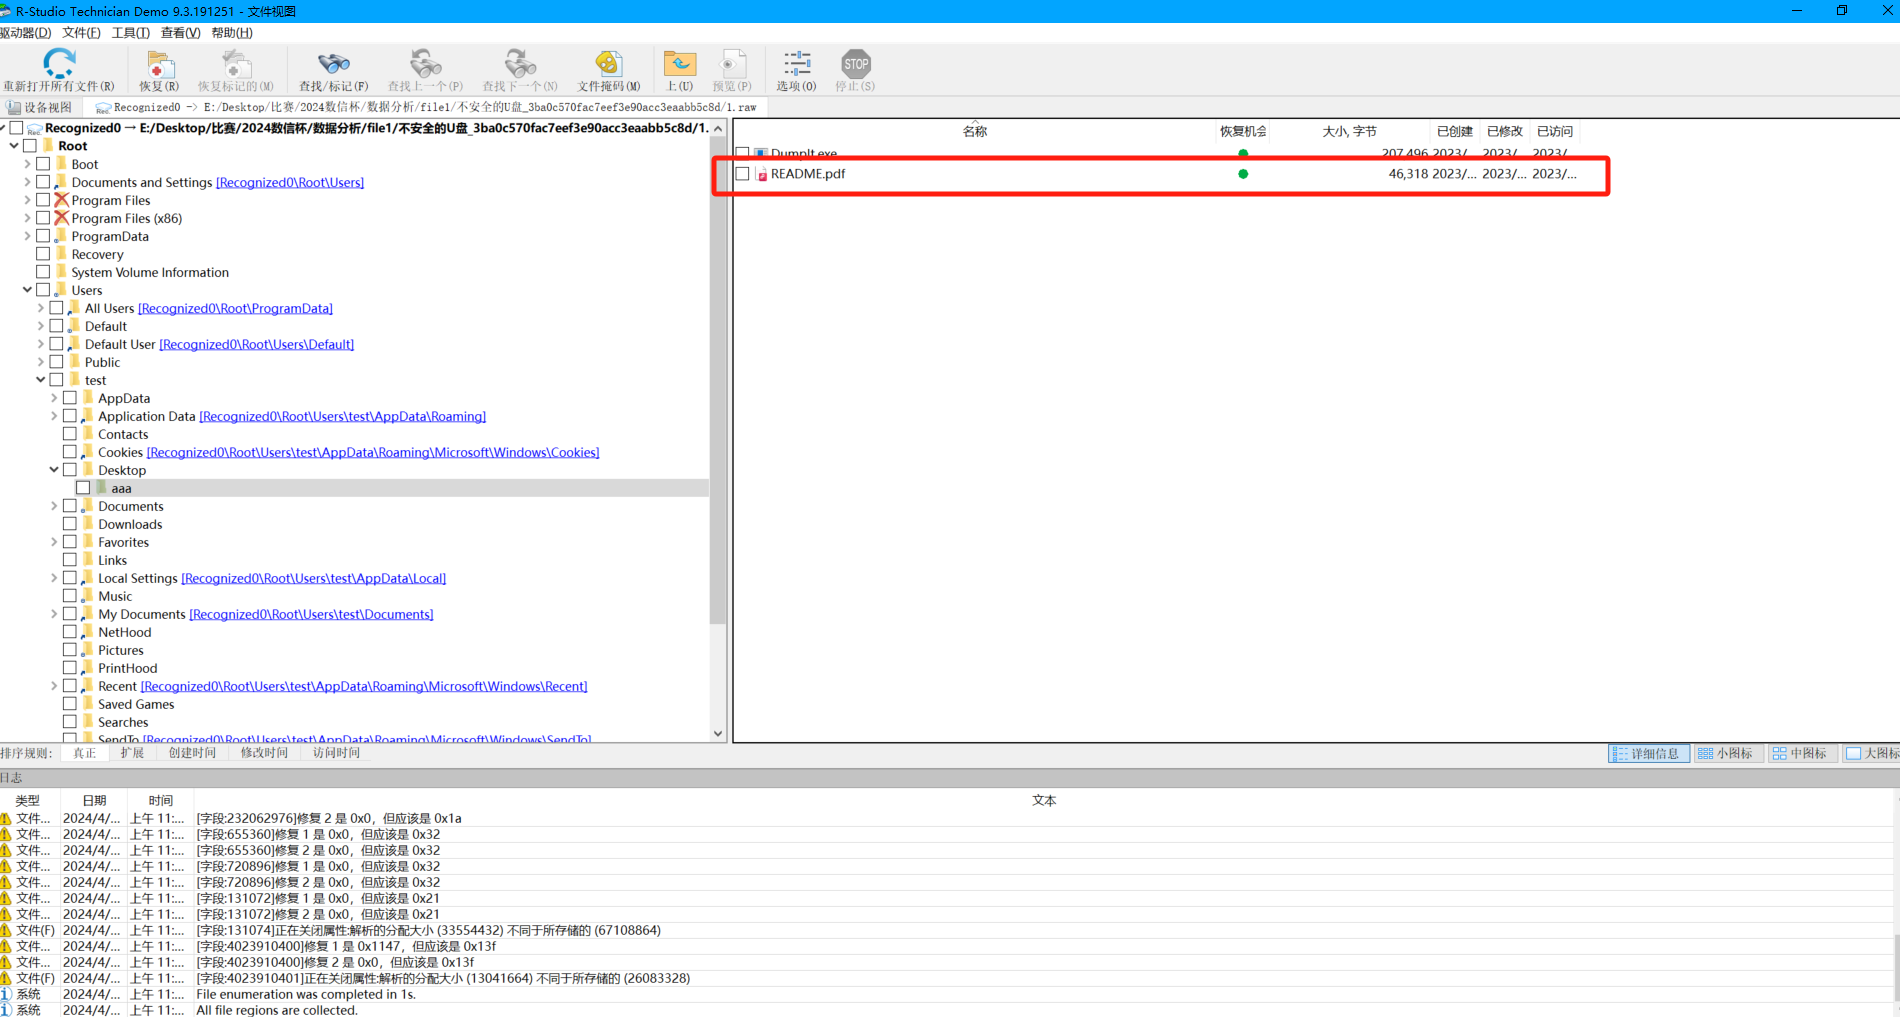 R-Studio Technician Demo 9.3.191251 - 文件视图
驱动器(D) 文件(F) 工具(T) 查看(V) 帮助(H)
重新打开所有文件(R) 恢复(R) 恢复标记的(M) 查找/标记(F) 查找上一个(P) 查找下一个(N) 文件掩码(M) 上(U) 预览(P) 选项(O) STOP 停止(S)
设备视图 Rec. Recognized0 -> E:/Desktop/比赛/2024数信杯/数据分析/file1/不安全的U盘_3ba0c570fac7eef3e90acc3eaabb5c8d/1.raw
Rec. Recognized0 → E:/Desktop/比赛/2024数信杯/数据分析/file1/不安全的U盘_3ba0c570fac7eef3e90acc3eaabb5c8d/1.
Root
Boot
Documents and Settings [Recognized0\Root\Users]
Program Files
Program Files (x86)
ProgramData
Recovery
System Volume Information
Users
All Users [Recognized0\Root\ProgramData]
Default
Default User [Recognized0\Root\Users\Default]
Public
test
AppData
Application Data [Recognized0\Root\Users\test\AppData\Roaming]
Contacts
Cookies [Recognized0\Root\Users\test\AppData\Roaming\Microsoft\Windows\Cookies]
Desktop
aaa
Documents
Downloads
Favorites
Links
Local Settings [Recognized0\Root\Users\test\AppData\Local]
Music
My Documents [Recognized0\Root\Users\test\Documents]
NetHood
Pictures
PrintHood
Recent [Recognized0\Root\Users\test\AppData\Roaming\Microsoft\Windows\Recent]
Saved Games
Searches
SendTo [Recognized0\Root\Users\test\AppData\Roaming\Microsoft\Windows\SendTo]
名称 恢复机会 大小, 字节 已创建 已修改 已访问
DumpIt.exe 207,496 2023/... 2023/... 2023/...
README.pdf 46,318 2023/... 2023/... 2023/...
排序规则: 真正 扩展 创建时间 修改时间 访问时间
详细信息 小图标 中图标 大图标
日志
类型 日期 时间 文本
文件... 2024/4/... 上午 11:... [字段:232062976]修复 2 是 0x0，但应该是 0x1a
文件... 2024/4/... 上午 11:... [字段:655360]修复 1 是 0x0，但应该是 0x32
文件... 2024/4/... 上午 11:... [字段:655360]修复 2 是 0x0，但应该是 0x32
文件... 2024/4/... 上午 11:... [字段:720896]修复 1 是 0x0，但应该是 0x32
文件... 2024/4/... 上午 11:... [字段:720896]修复 2 是 0x0，但应该是 0x32
文件... 2024/4/... 上午 11:... [字段:131072]修复 1 是 0x0，但应该是 0x21
文件... 2024/4/... 上午 11:... [字段:131072]修复 2 是 0x0，但应该是 0x21
文件(F) 2024/4/... 上午 11:... [字段:131074]正在关闭属性:解析的分配大小 (33554432) 不同于所存储的 (67108864)
文件... 2024/4/... 上午 11:... [字段:4023910400]修复 1 是 0x1147，但应该是 0x13f
文件... 2024/4/... 上午 11:... [字段:4023910400]修复 2 是 0x0，但应该是 0x13f
文件(F) 2024/4/... 上午 11:... [字段:4023910401]正在关闭属性:解析的分配大小 (13041664) 不同于所存储的 (26083328)
系统 2024/4/... 上午 11:... File enumeration was completed in 1s.
系统 2024/4/... 上午 11:... All file regions are collected.